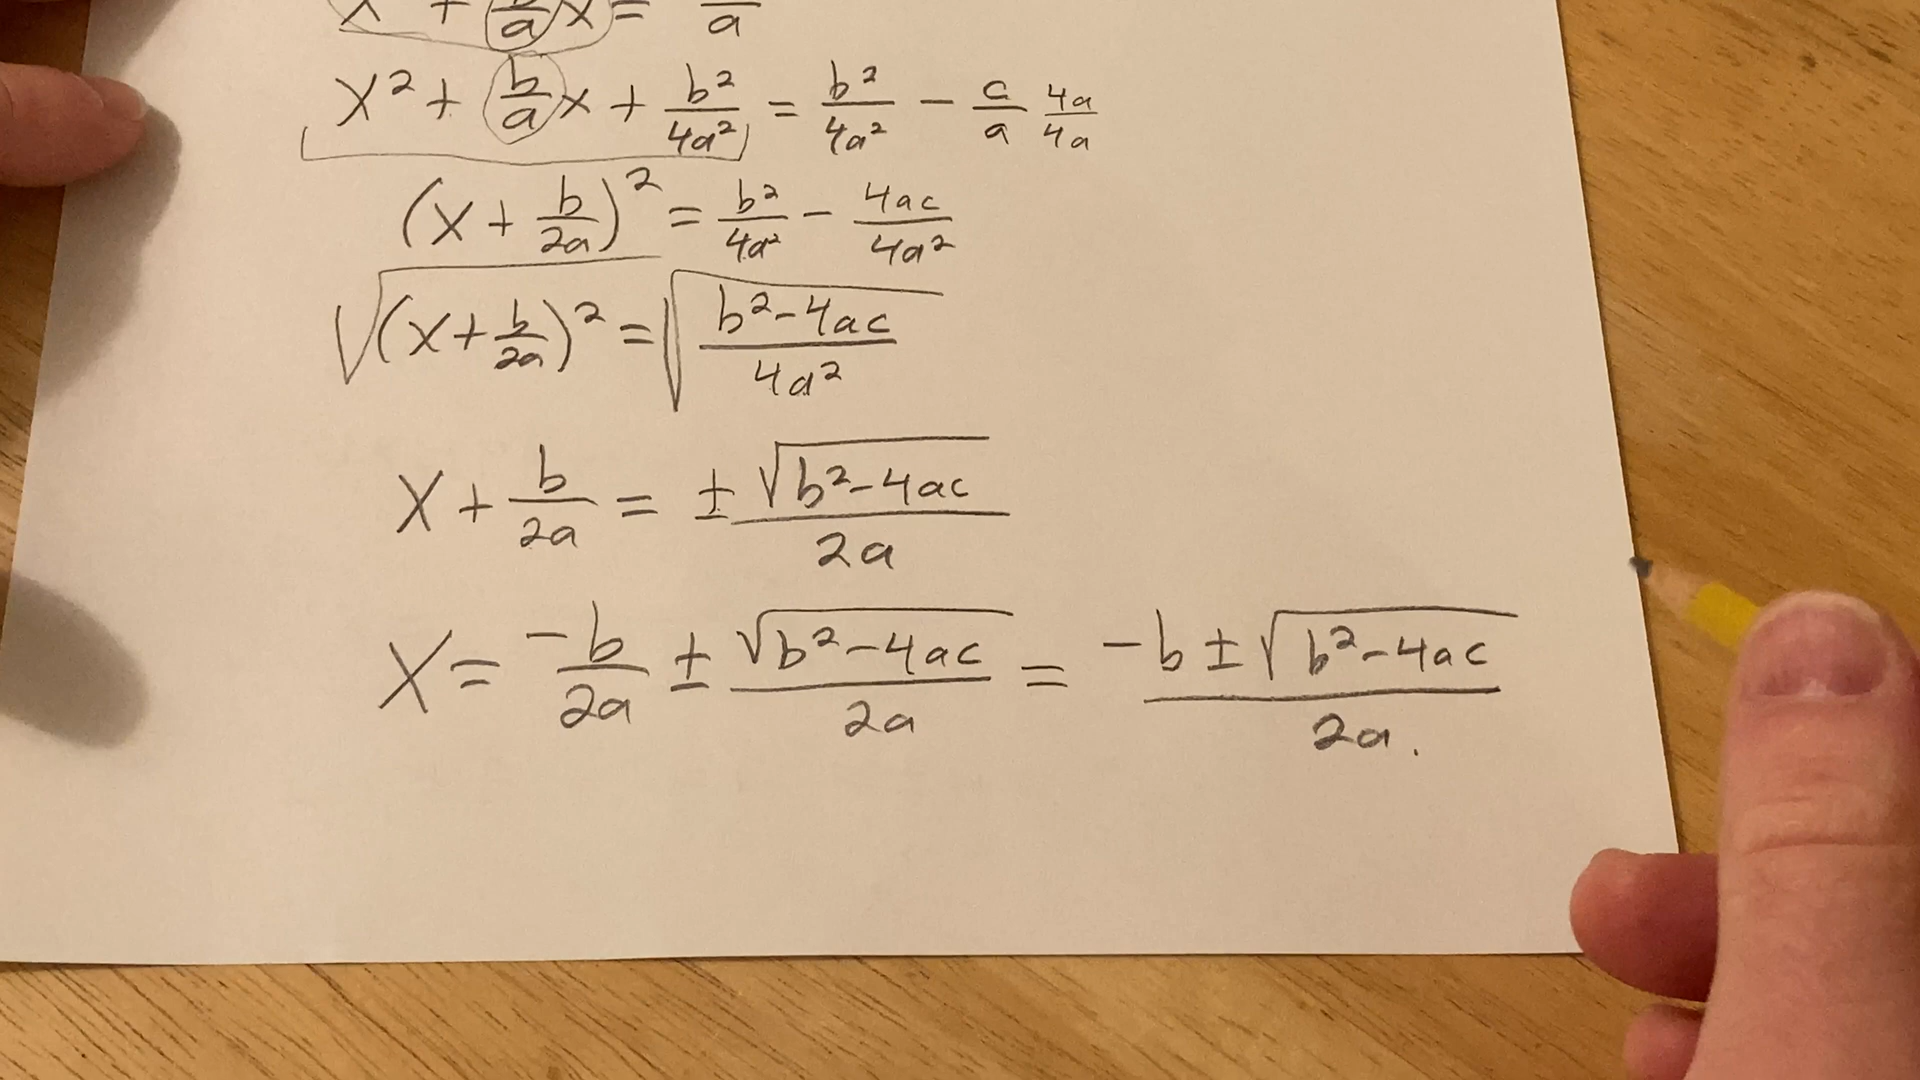 x + b/a x = /a
x² + b/a x + b²/4a² = b²/4a² - c/a 4a/4a
(x + b/2a)² = b²/4a² - 4ac/4a²
√(x + b/2a)² = √(b²-4ac/4a²)
x + b/2a = ± √(b²-4ac)/2a
x = -b/2a ± √(b²-4ac)/2a = -b ± √(b²-4ac)/2a.